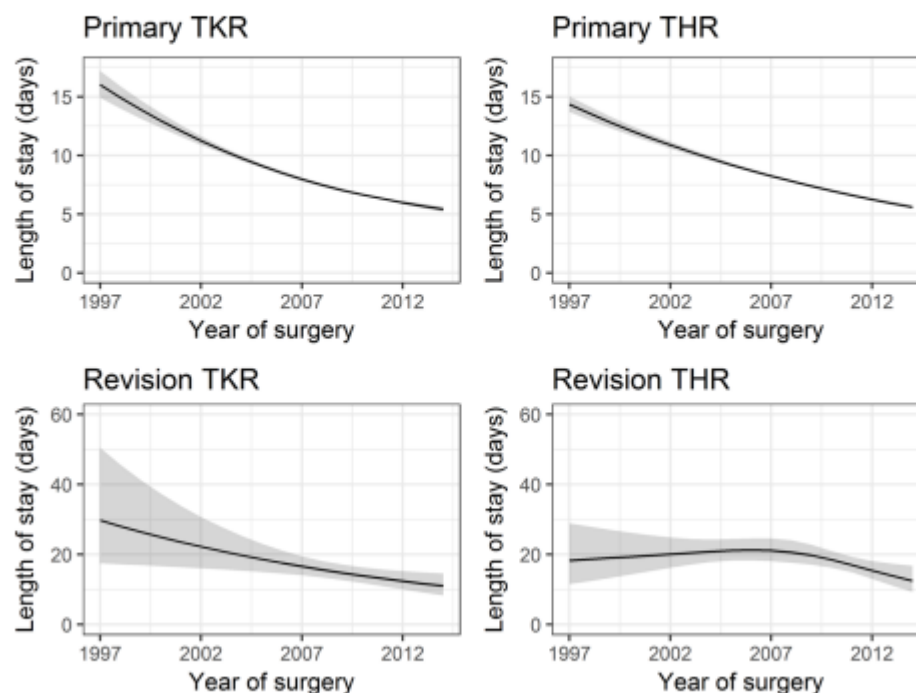 Primary TKR
Length of stay (days)
15
10
5
0
1997 2002 2007 2012
Year of surgery
Primary THR
Length of stay (days)
15
10
5
0
1997 2002 2007 2012
Year of surgery
Revision TKR
Length of stay (days)
60
40
20
0
1997 2002 2007 2012
Year of surgery
Revision THR
Length of stay (days)
60
40
20
0
1997 2002 2007 2012
Year of surgery